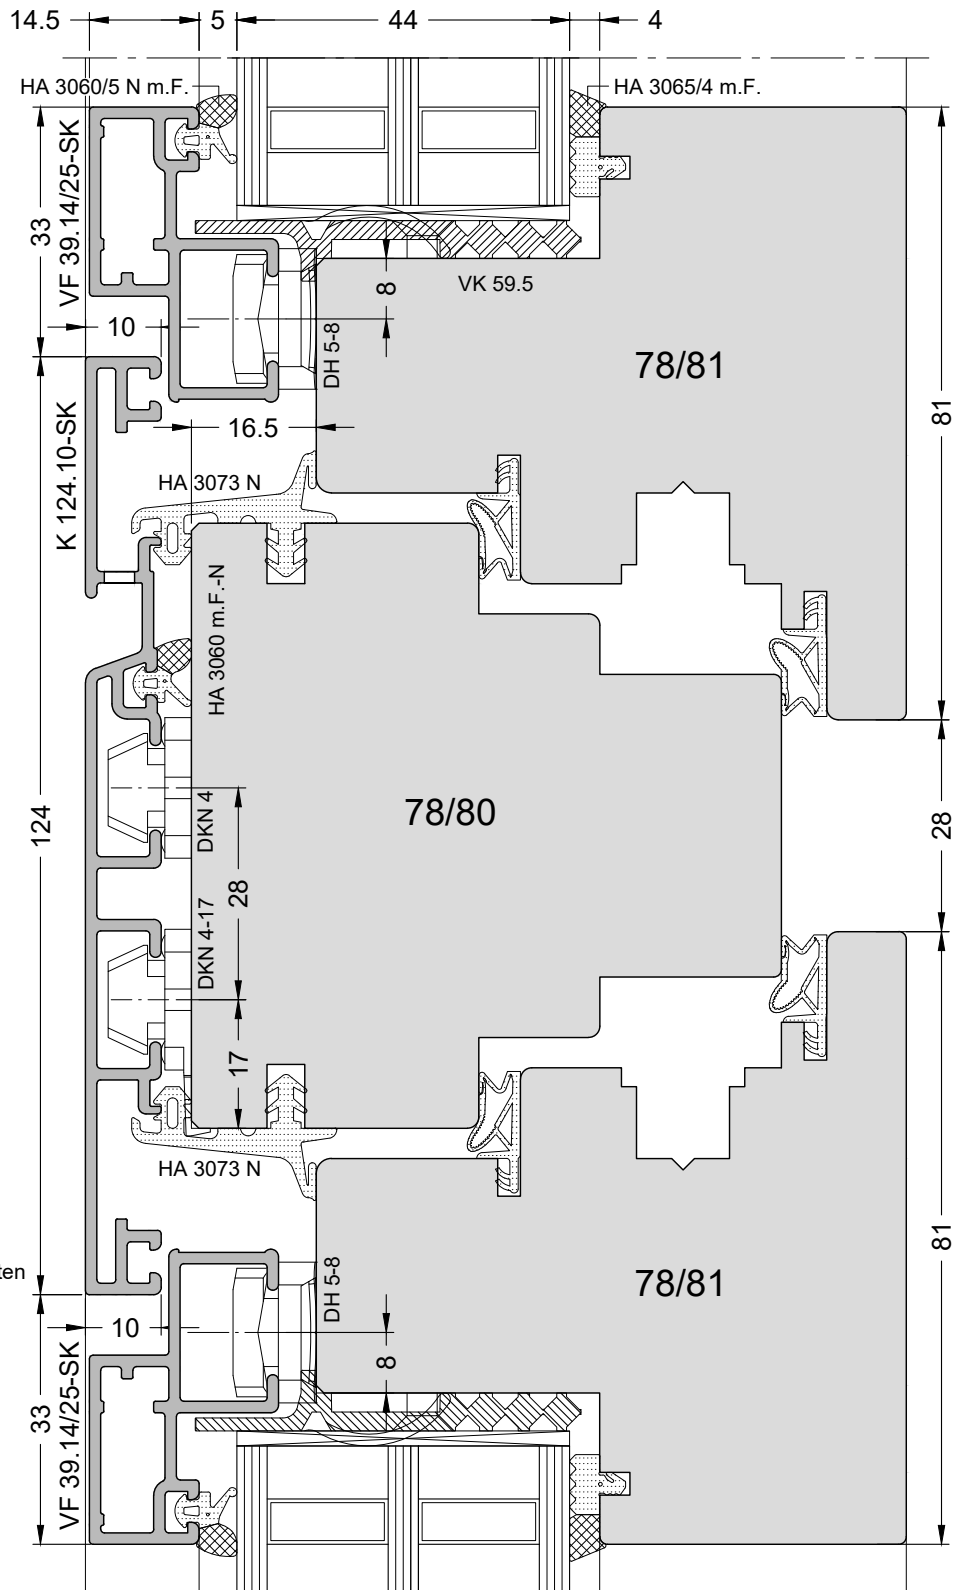 14.5 5 44 4
HA 3060/5 N m.F.
HA 3065/4 m.F.
33
VF 39.14/25-SK
8
VK 59.5
10
DH 5-8
78/81
81
K 124.10-SK
16.5
HA 3073 N
HA 3060 m.F.-N
124
DKN 4
78/80
28
28
DKN 4-17
17
HA 3073 N
DH 5-8
78/81
81
10
8
33
VF 39.14/25-SK